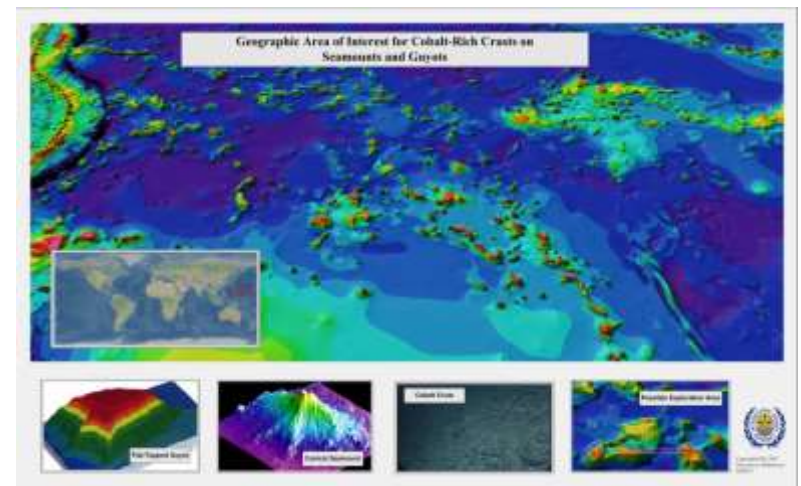 Geographic Area of Interest for Cobalt-Rich Crusts on
Seamounts and Guyots
Flat-Topped Guyot
Conical Seamount
Cobalt Crust
Possible Exploration Area